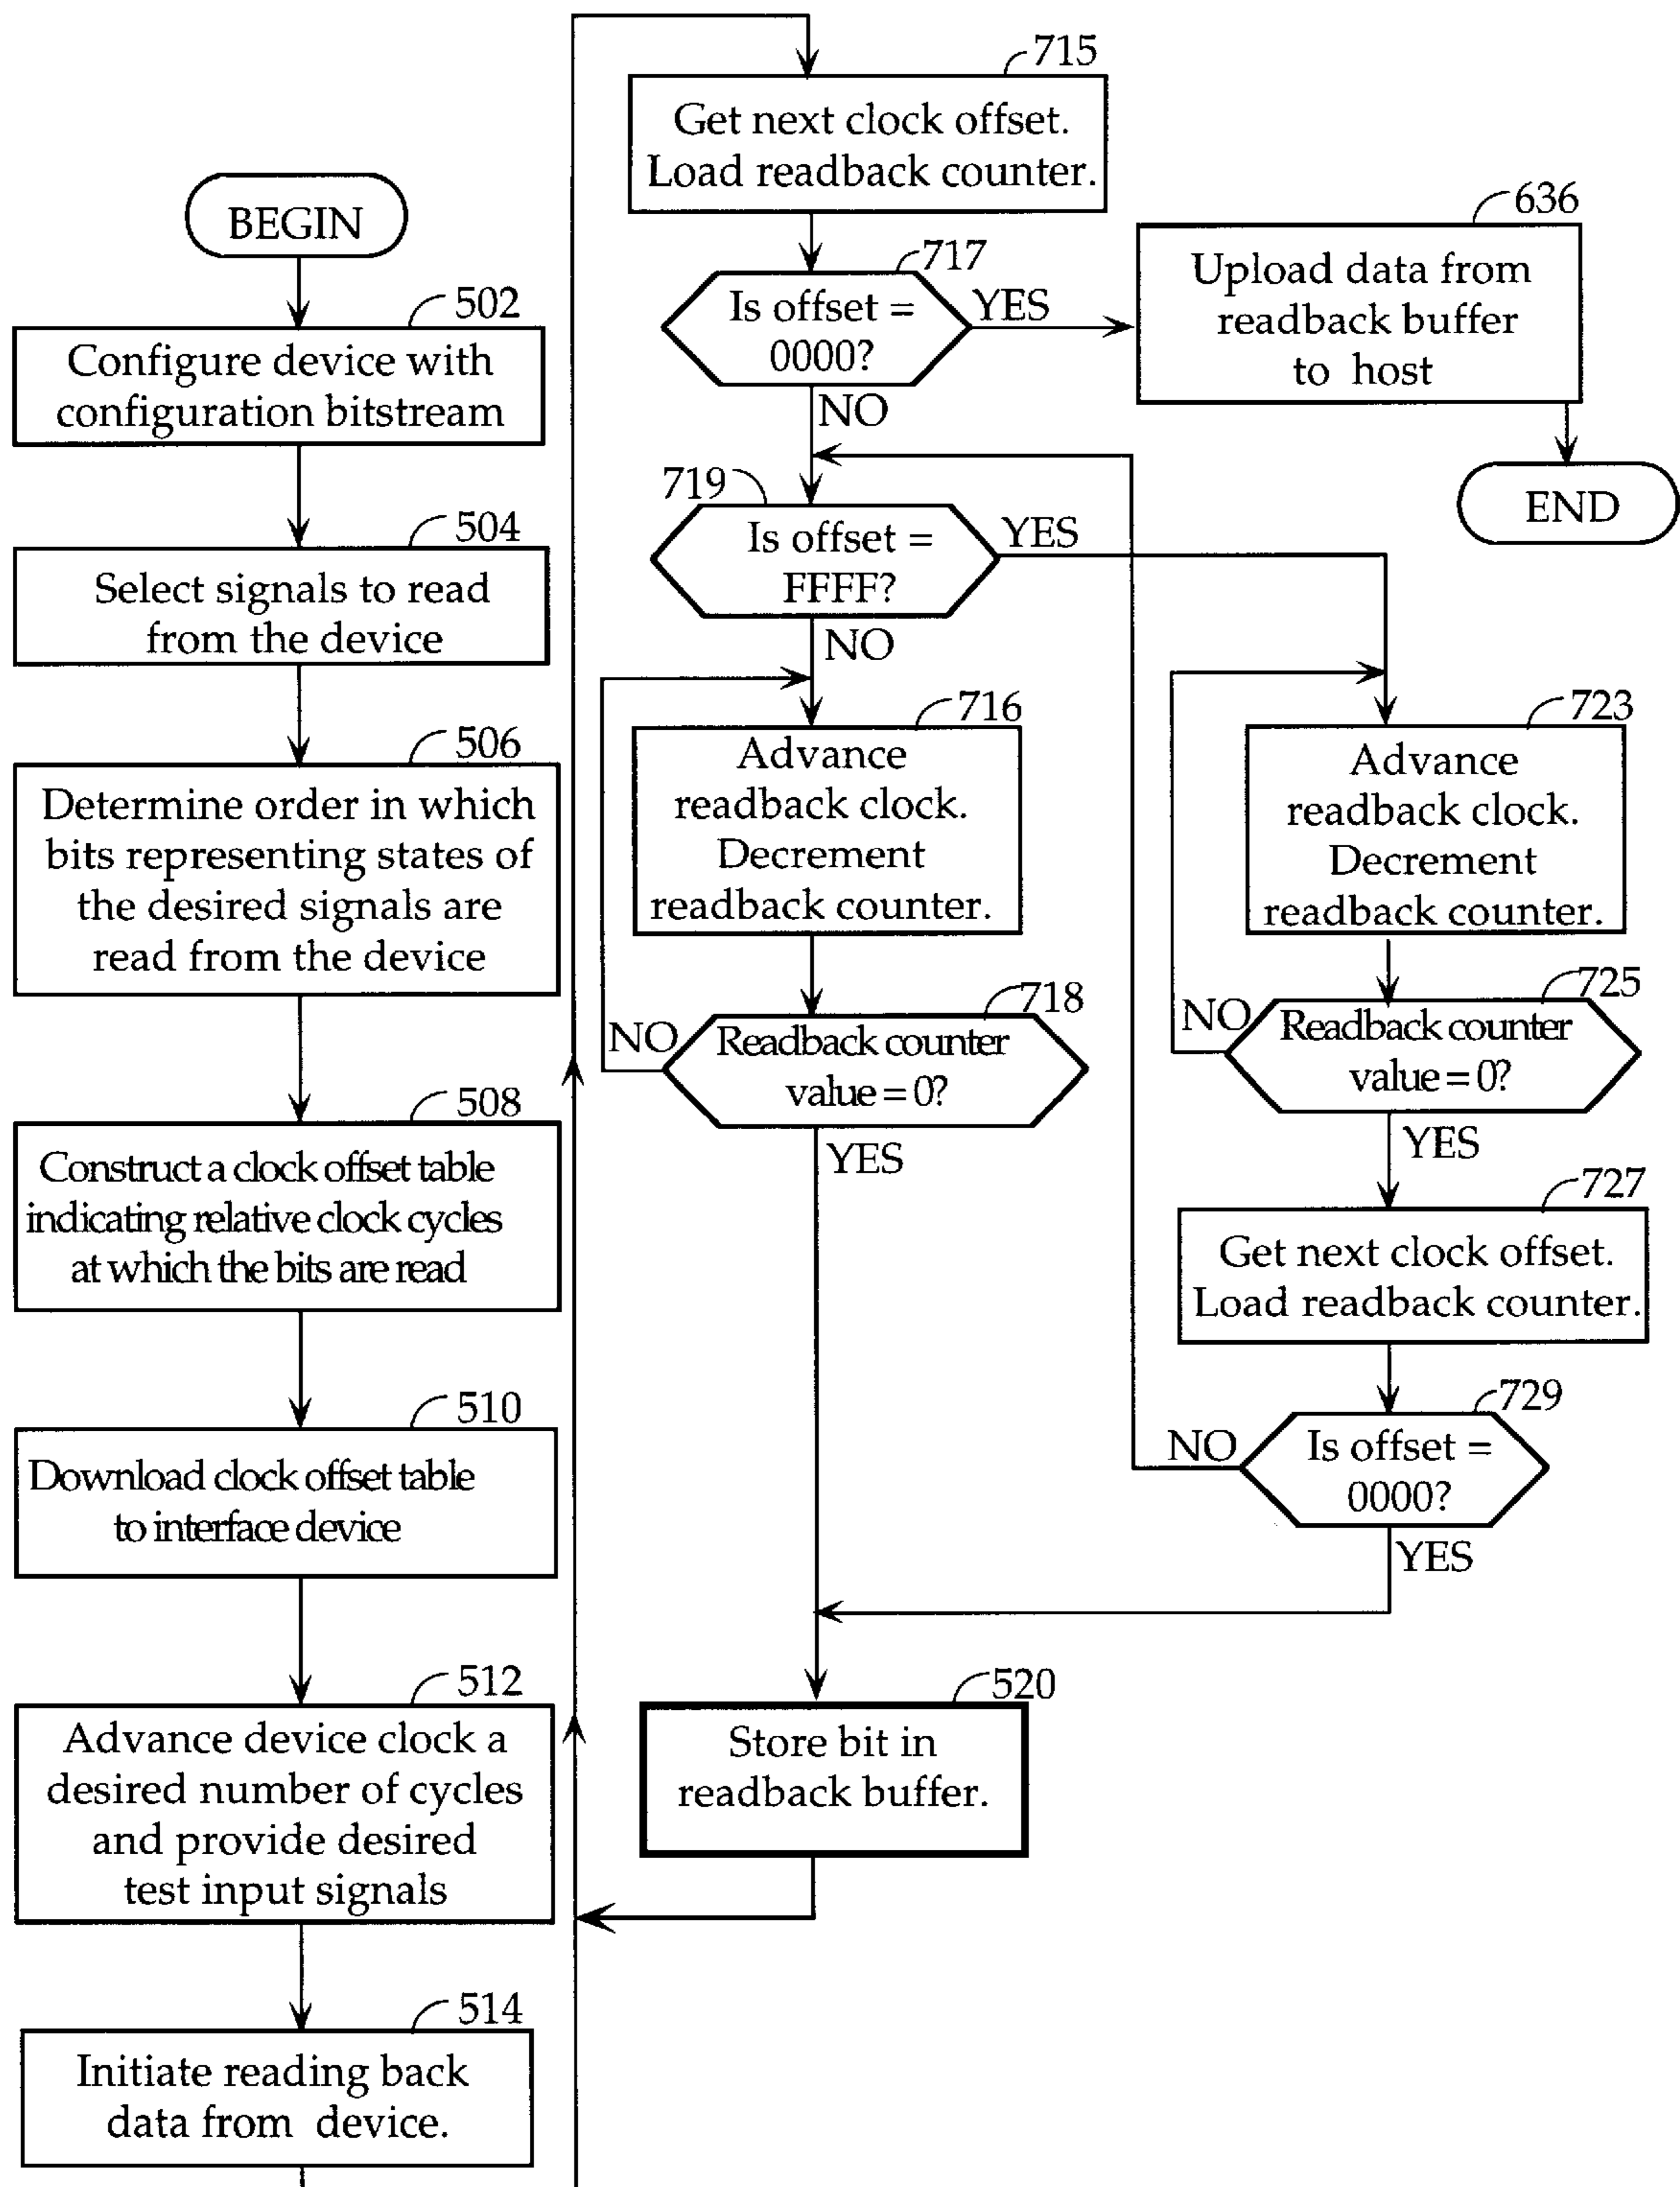 BEGIN
502
Configure device with
configuration bitstream
504
Select signals to read
from the device
506
Determine order in which
bits representing states of
the desired signals are
read from the device
508
Construct a clock offset table
indicating relative clock cycles
at which the bits are read
510
Download clock offset table
to interface device
512
Advance device clock a
desired number of cycles
and provide desired
test input signals
514
Initiate reading back
data from device.
715
Get next clock offset.
Load readback counter.
717
Is offset =
0000?
YES
NO
636
Upload data from
readback buffer
to host
END
719
Is offset =
FFFF?
YES
NO
716
Advance
readback clock.
Decrement
readback counter.
718
NO
Readback counter
value = 0?
YES
723
Advance
readback clock.
Decrement
readback counter.
725
NO
Readback counter
value = 0?
YES
727
Get next clock offset.
Load readback counter.
729
NO
Is offset =
0000?
YES
520
Store bit in
readback buffer.